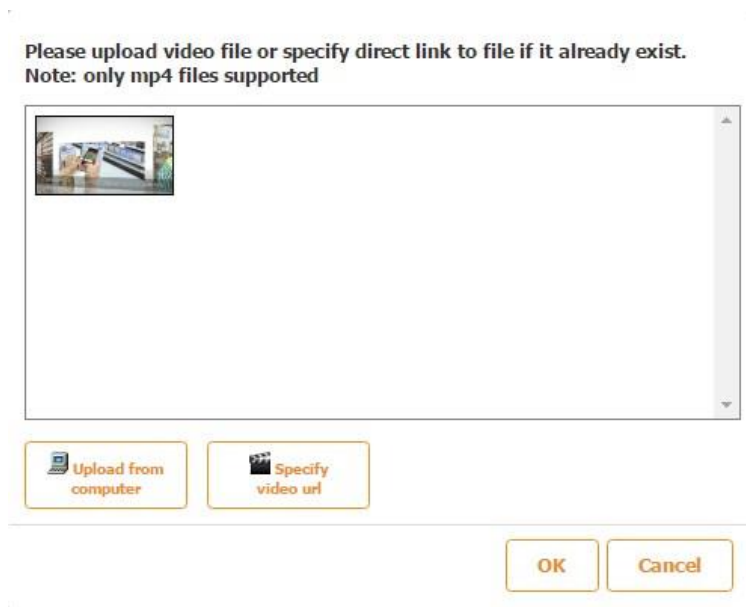 Please upload video file or specify direct link to file if it already exist.
Note: only mp4 files supported
Upload from
computer
Specify
video url
OK
Cancel